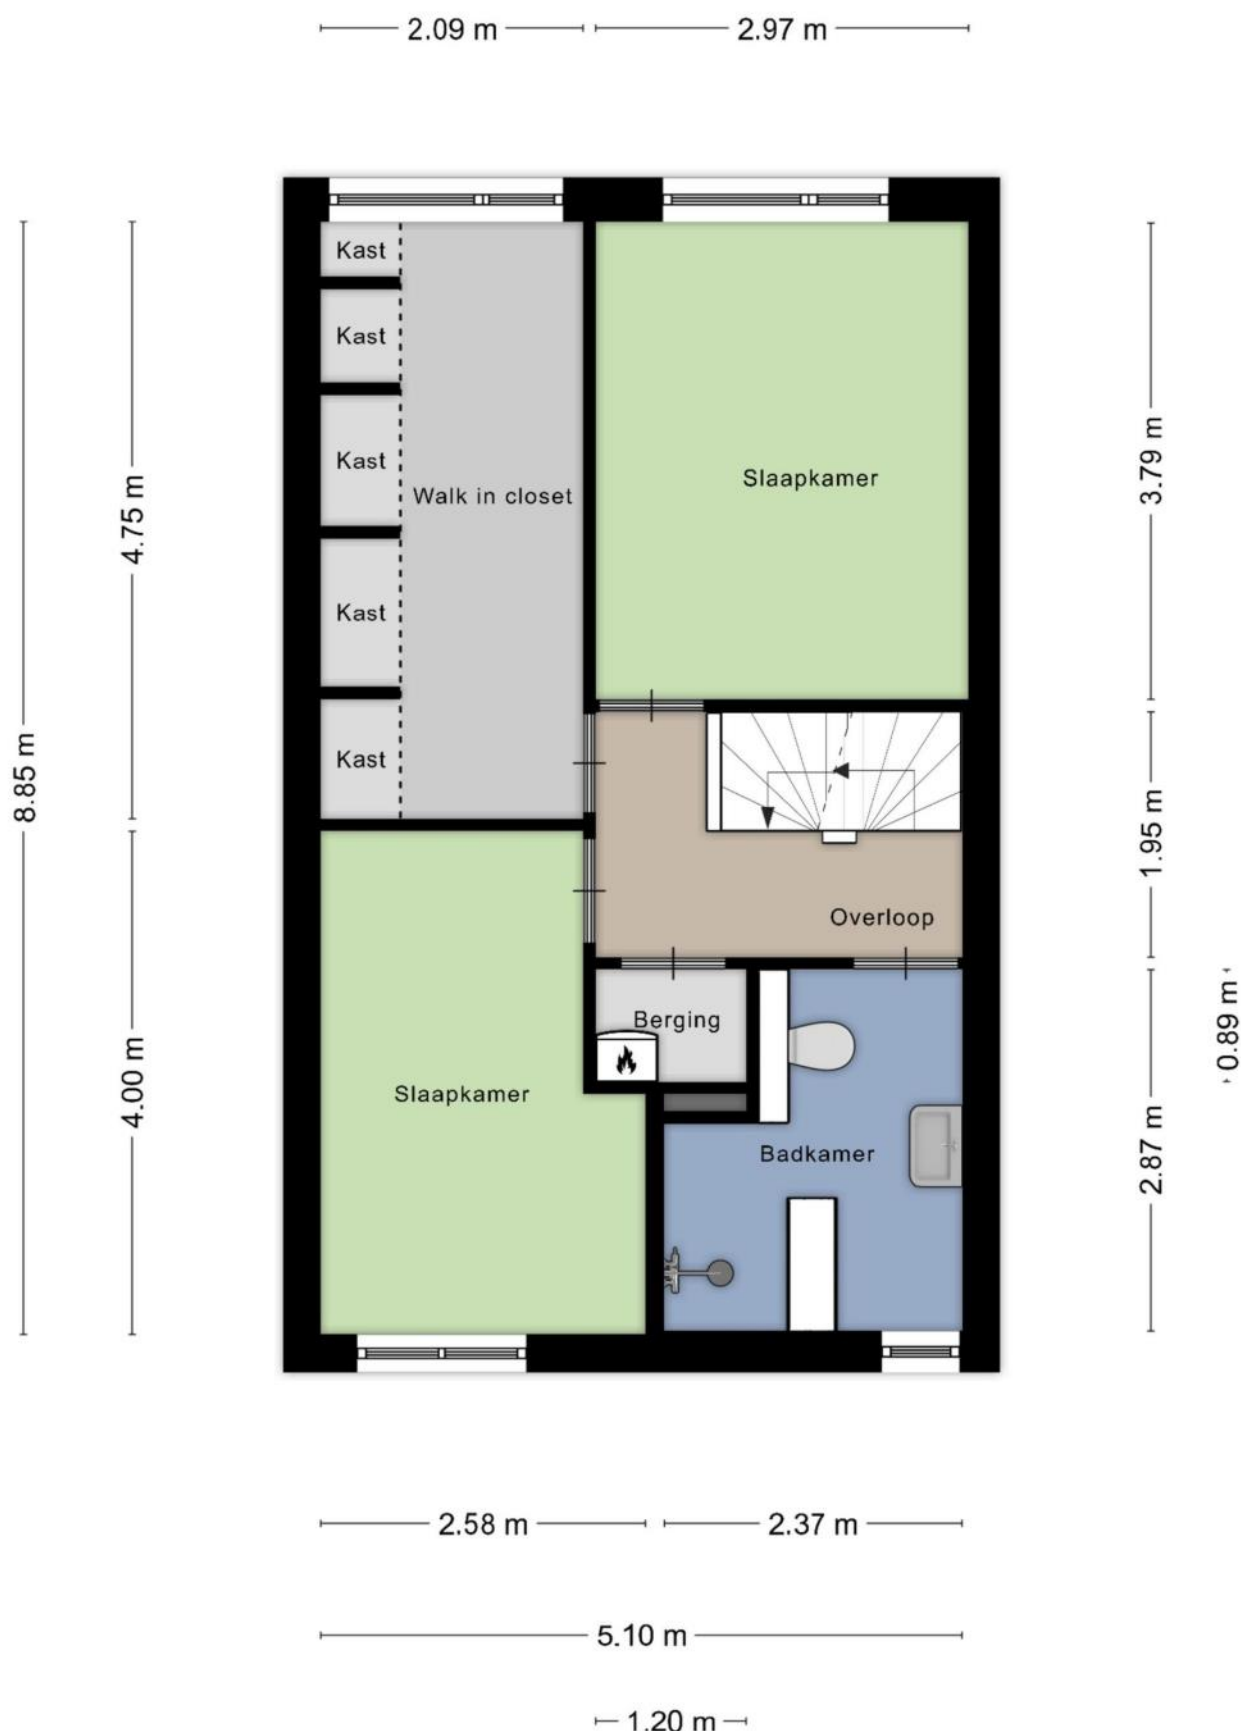 2.09 m
2.97 m
Kast
Kast
Kast
Kast
Kast
Walk in closet
Slaapkamer
4.75 m
8.85 m
4.00 m
3.79 m
1.95 m
2.87 m
0.89 m
Overloop
Berging
Slaapkamer
Badkamer
2.58 m
2.37 m
5.10 m
1.20 m